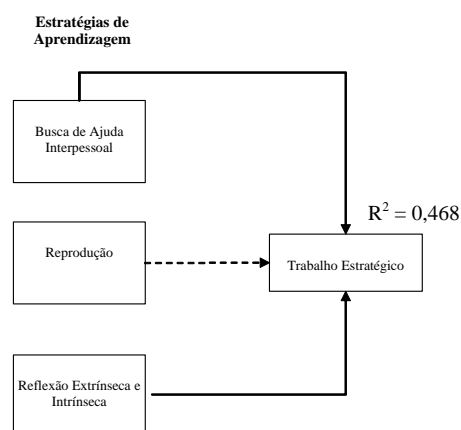 Estratégias de
Aprendizagem
Busca de Ajuda
Interpessoal
R² = 0,468
Reprodução
Trabalho Estratégico
Reflexão Extrínseca e
Intrínseca